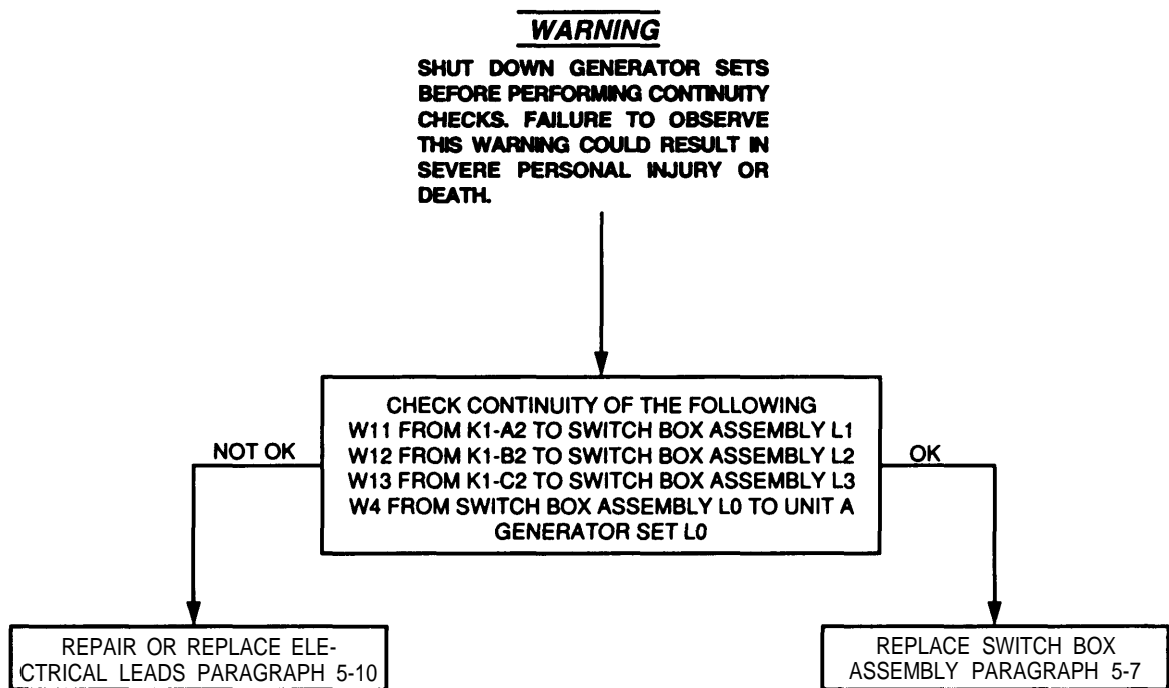 WARNING
SHUT DOWN GENERATOR SETS
BEFORE PERFORMING CONTINUITY
CHECKS. FAILURE TO OBSERVE
THIS WARNING COULD RESULT IN
SEVERE PERSONAL INJURY OR
DEATH.
CHECK CONTINUITY OF THE FOLLOWING
W11 FROM K1-A2 TO SWITCH BOX ASSEMBLY L1
W12 FROM K1-B2 TO SWITCH BOX ASSEMBLY L2
W13 FROM K1-C2 TO SWITCH BOX ASSEMBLY L3
W4 FROM SWITCH BOX ASSEMBLY L0 TO UNIT A
GENERATOR SET L0
NOT OK
OK
REPAIR OR REPLACE ELE-
CTRICAL LEADS PARAGRAPH 5-10
REPLACE SWITCH BOX
ASSEMBLY PARAGRAPH 5-7